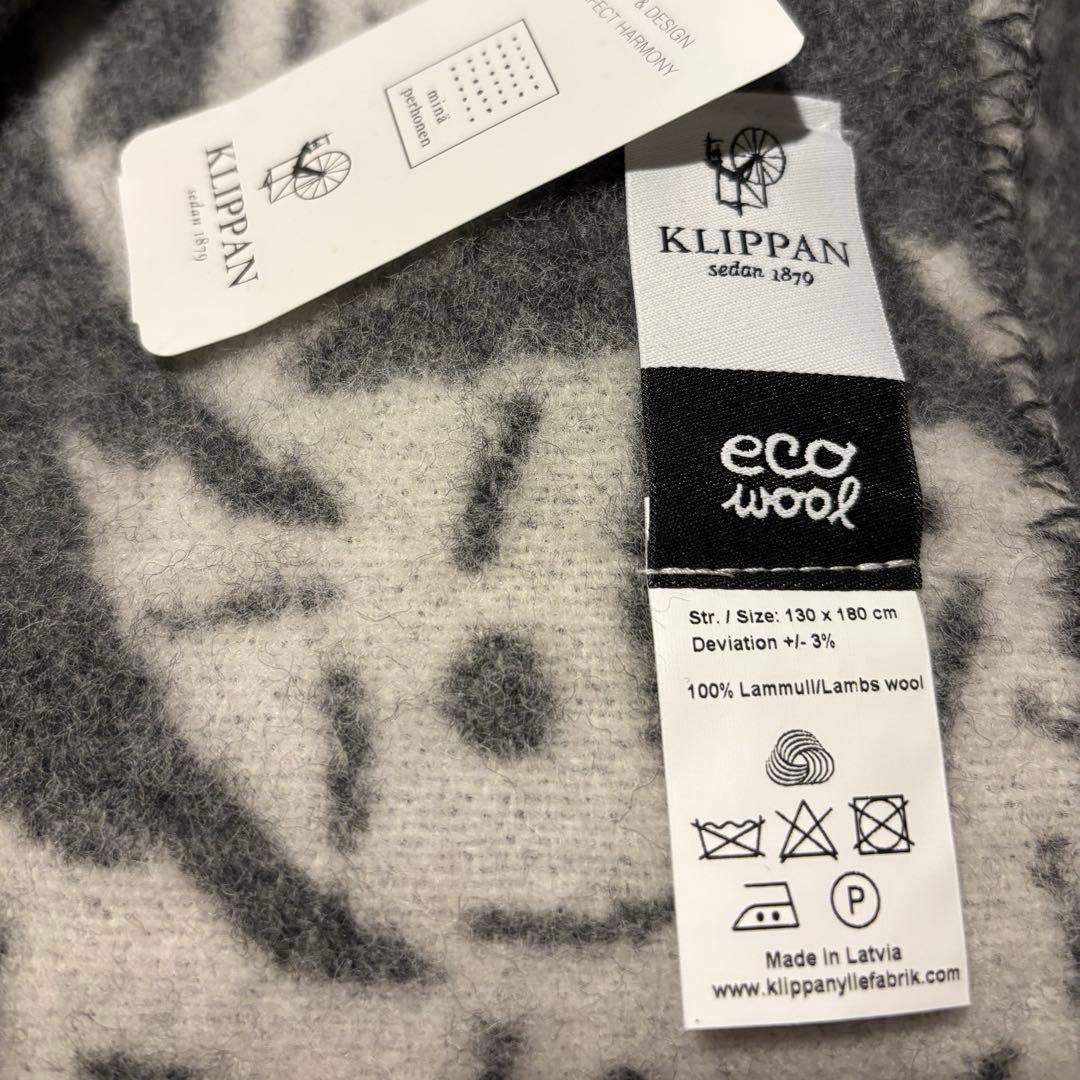 & DESIGN
HARMONY
minä
perhonen
KLIPPAN
sedan 1879
KLIPPAN
sedan 1879
eco
wool
Str. / Size: 130 x 180 cm
Deviation +/- 3%
100% Lammull/Lambs wool
P
Made in Latvia
www.klippanyllefabrik.com